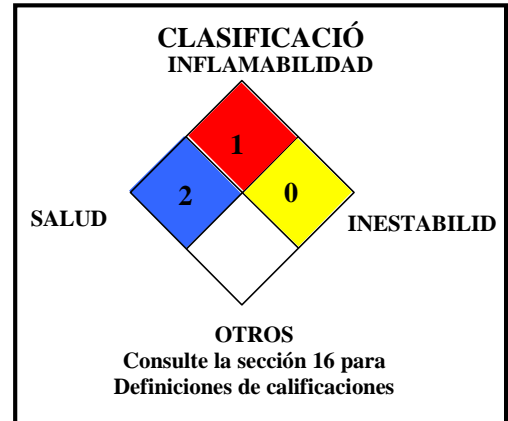 CLASIFICACIÓ
INFLAMABILIDAD
1
2
0
SALUD
INESTABILID
OTROS
Consulte la sección 16 para
Definiciones de calificaciones